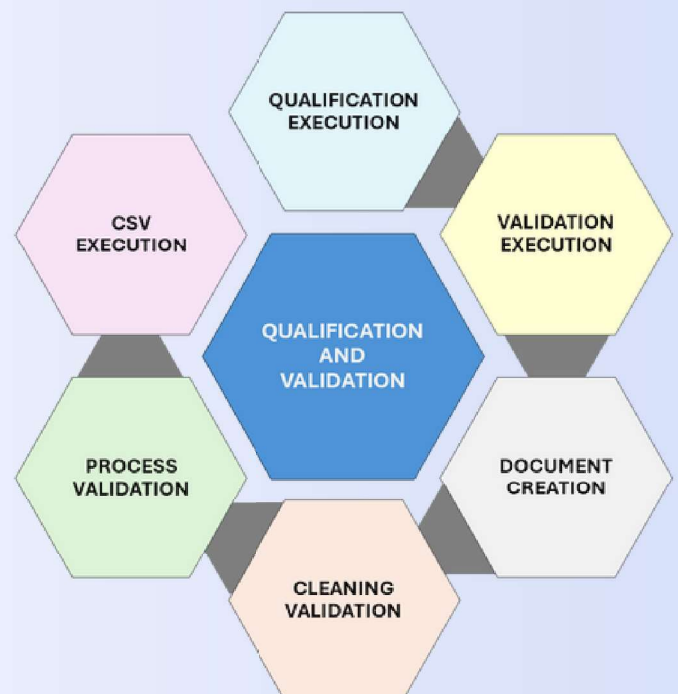 QUALIFICATION
EXECUTION
CSV
EXECUTION
VALIDATION
EXECUTION
QUALIFICATION
AND
VALIDATION
PROCESS
VALIDATION
DOCUMENT
CREATION
CLEANING
VALIDATION